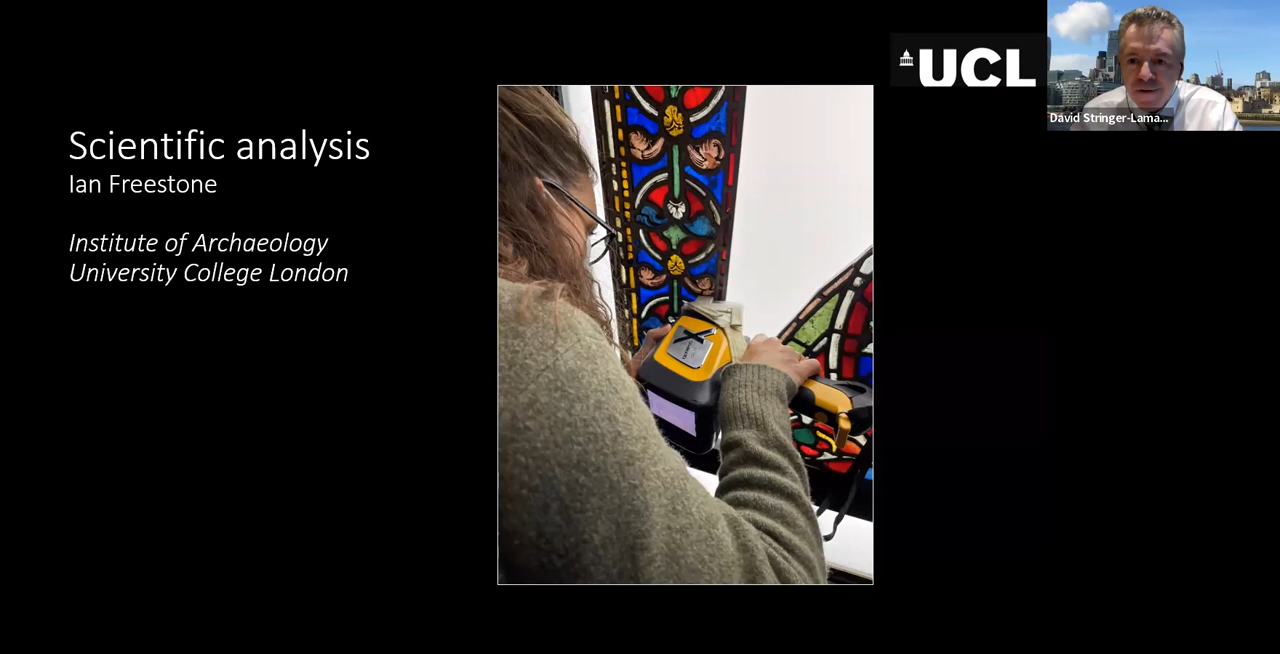 Scientific analysis
Ian Freestone
Institute of Archaeology
University College London
UCL
David Stringer-Lama...